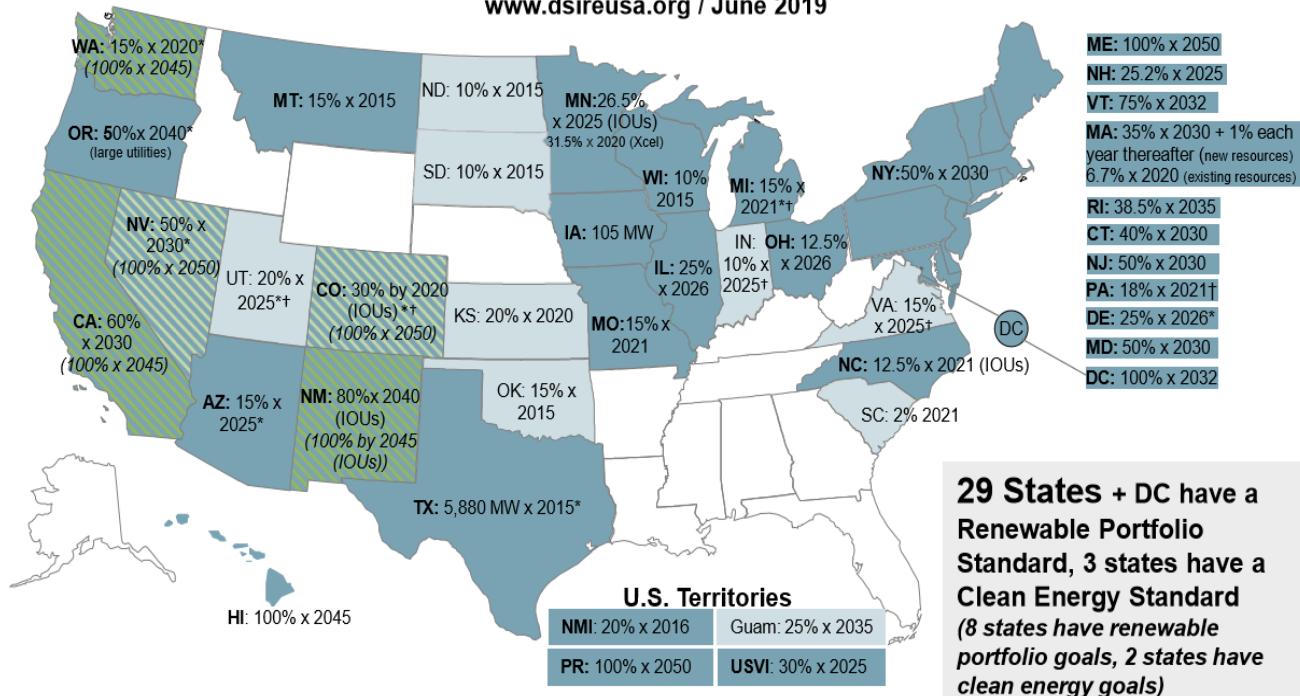 www.dsireusa.org / June 2019
WA: 15% x 2020*
(100% x 2045)
OR: 50%x 2040*
(large utilities)
MT: 15% x 2015
ND: 10% x 2015
SD: 10% x 2015
MN:26.5%
x 2025 (IOUs)
31.5% x 2020 (Xcel)
WI: 10%
2015
MI: 15% x
2021*†
NY:50% x 2030
NV: 50% x
2030*
(100% x 2050)
UT: 20% x
2025*†
CO: 30% by 2020
(IOUs) *†
(100% x 2050)
CA: 60%
x 2030
(100% x 2045)
KS: 20% x 2020
IA: 105 MW
IL: 25%
x 2026
IN:
10% x
2025†
OH: 12.5%
x 2026
MO:15% x
2021
VA: 15%
x 2025†
DC
NC: 12.5% x 2021 (IOUs)
SC: 2% 2021
AZ: 15% x
2025*
NM: 80%x 2040
(IOUs)
(100% by 2045
(IOUs))
OK: 15% x
2015
TX: 5,880 MW x 2015*
HI: 100% x 2045
ME: 100% x 2050
NH: 25.2% x 2025
VT: 75% x 2032
MA: 35% x 2030 + 1% each
year thereafter (new resources)
6.7% x 2020 (existing resources)
RI: 38.5% x 2035
CT: 40% x 2030
NJ: 50% x 2030
PA: 18% x 2021†
DE: 25% x 2026*
MD: 50% x 2030
DC: 100% x 2032
U.S. Territories
NMI: 20% x 2016
Guam: 25% x 2035
PR: 100% x 2050
USVI: 30% x 2025
29 States + DC have a
Renewable Portfolio
Standard, 3 states have a
Clean Energy Standard
(8 states have renewable
portfolio goals, 2 states have
clean energy goals)